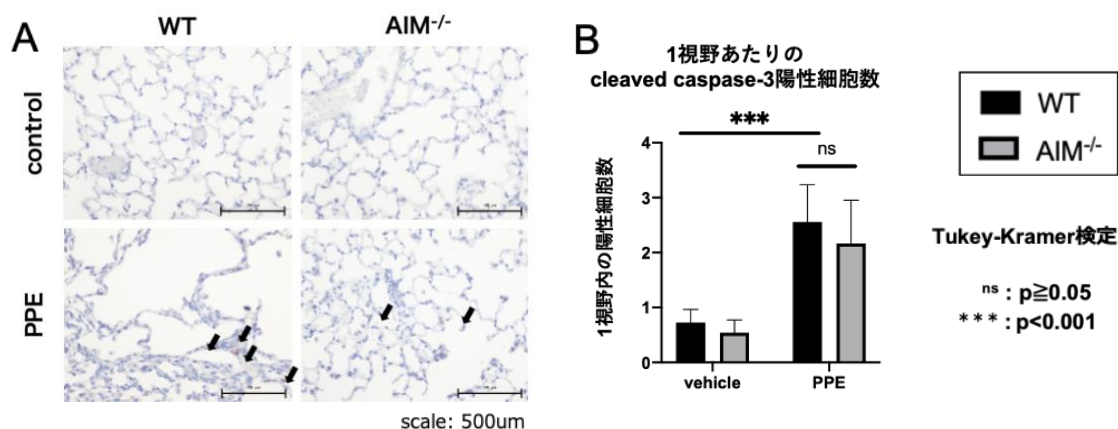 A
WT
AIM-/-
control
PPE
scale: 500um
B
1視野あたりの
cleaved caspase-3陽性細胞数
1視野内の陽性細胞数
4
3
2
1
0
***
ns
vehicle
PPE
WT
AIM-/-
Tukey-Kramer検定
ns : p≧0.05
*** : p<0.001